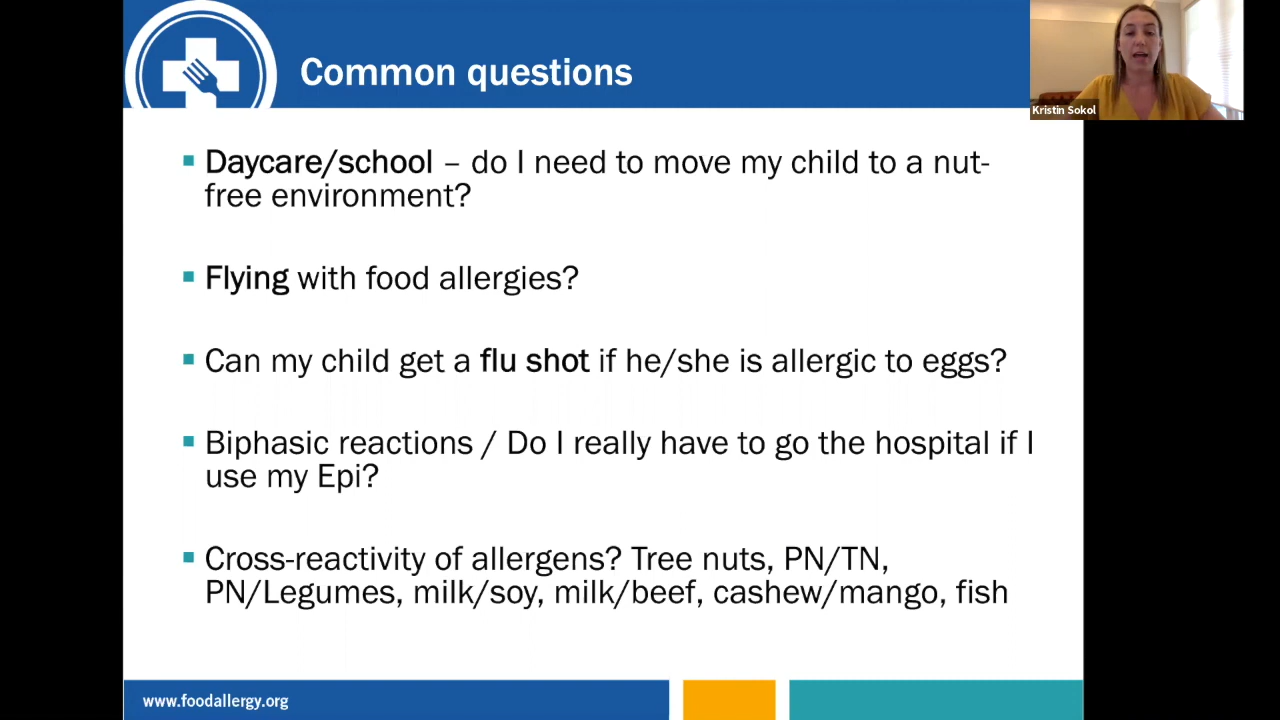 Common questions
Kristin Sokol
▪ Daycare/school – do I need to move my child to a nut-
free environment?
▪ Flying with food allergies?
▪ Can my child get a flu shot if he/she is allergic to eggs?
▪ Biphasic reactions / Do I really have to go the hospital if I
use my Epi?
▪ Cross-reactivity of allergens? Tree nuts, PN/TN,
PN/Legumes, milk/soy, milk/beef, cashew/mango, fish
www.foodallergy.org